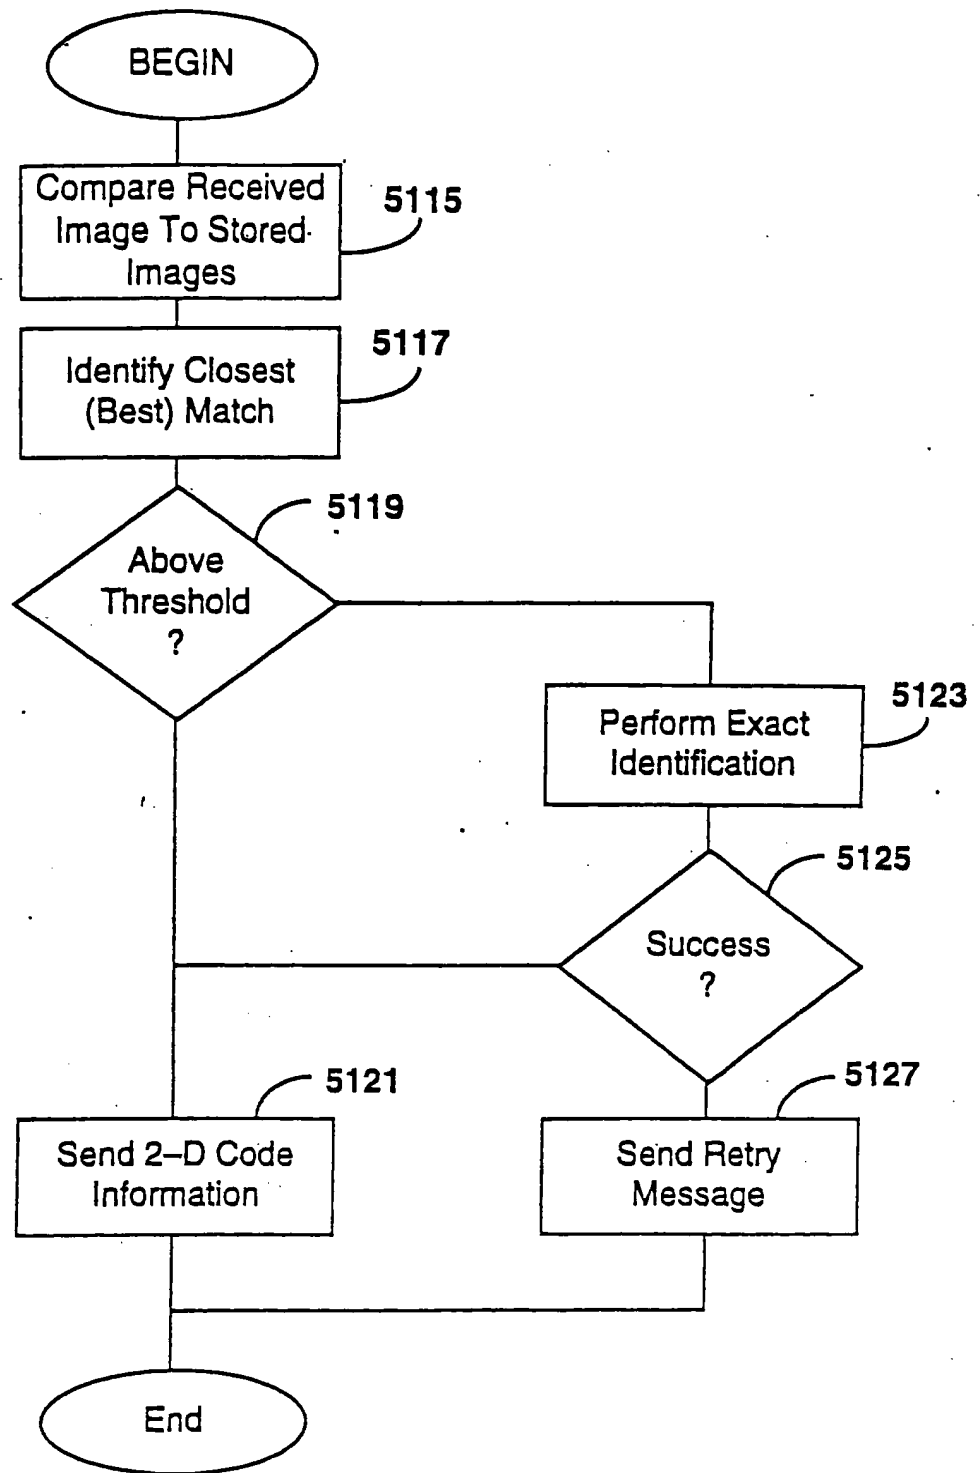 BEGIN
Compare Received
Image To Stored
Images
5115
Identify Closest
(Best) Match
5117
Above
Threshold
?
5119
Perform Exact
Identification
5123
Success
?
5125
Send 2-D Code
Information
5121
Send Retry
Message
5127
End